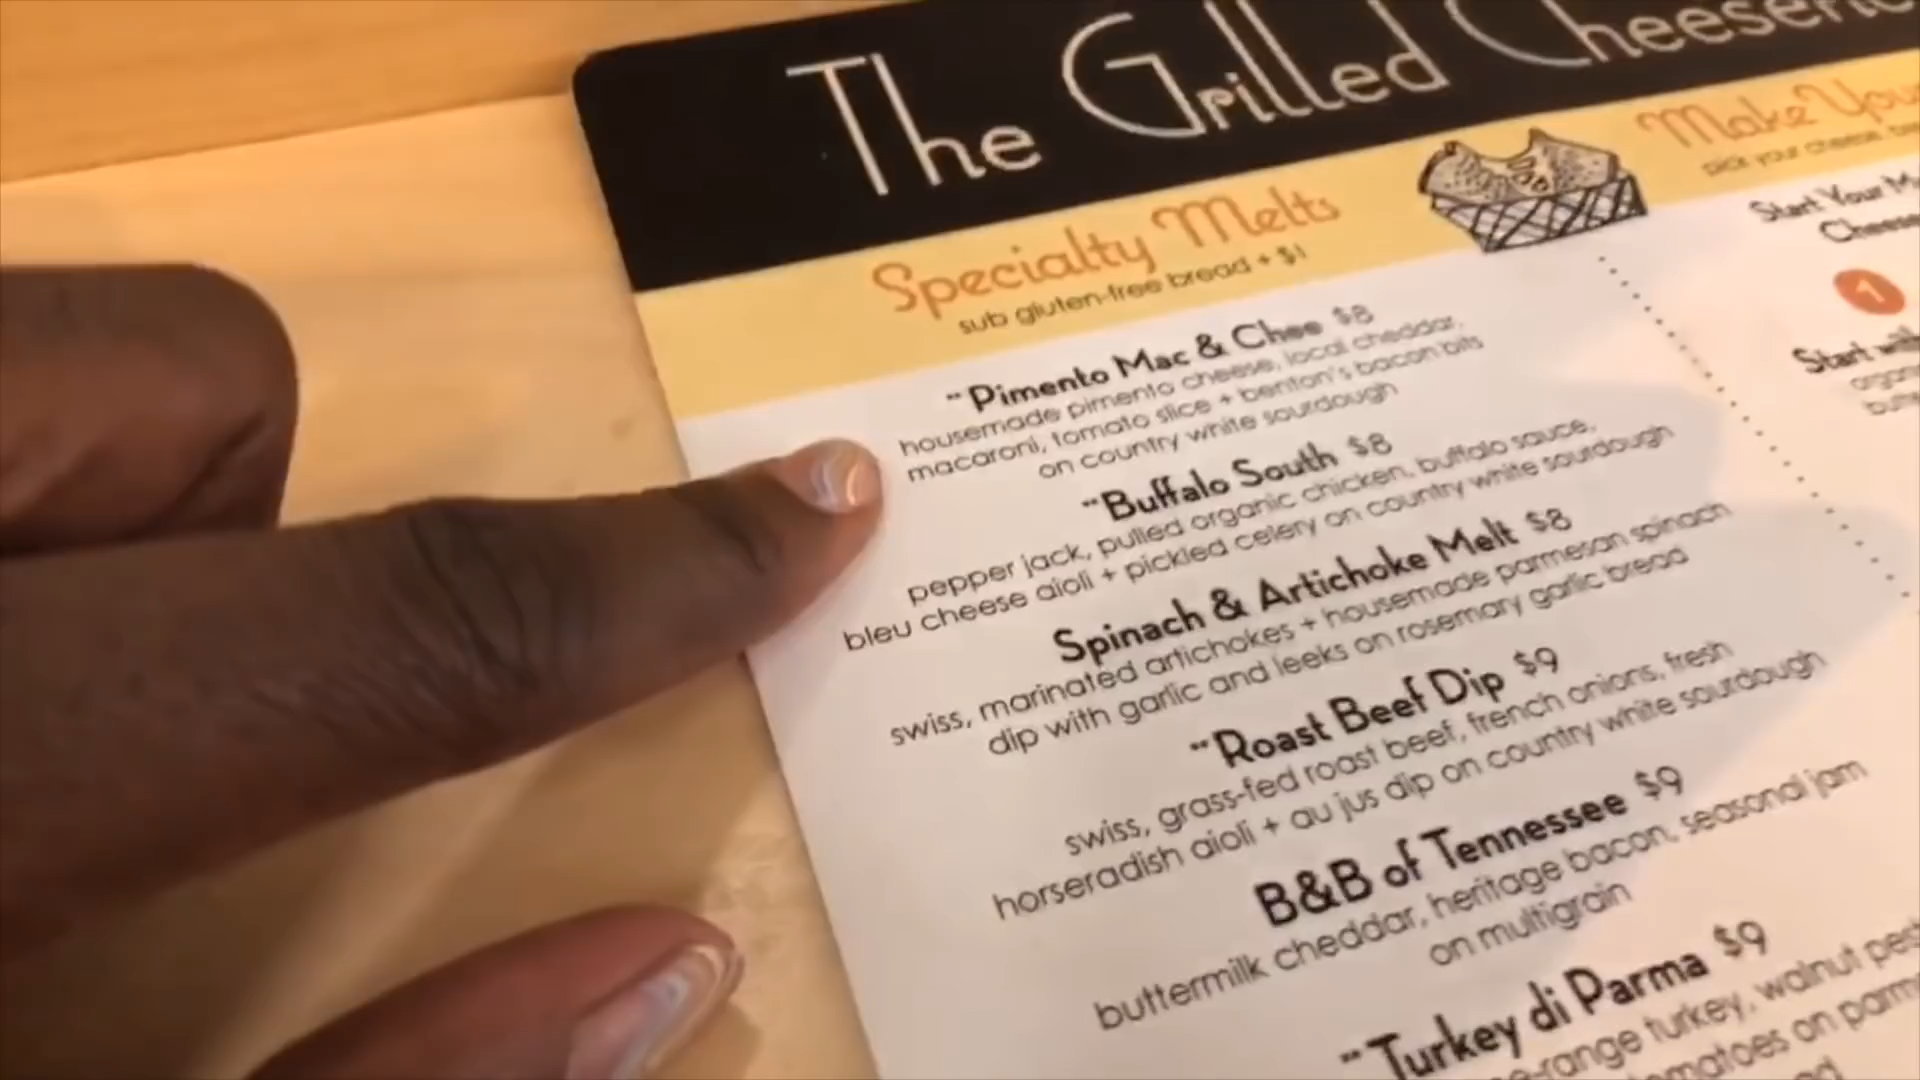 The Grilled
Specialty Melts
sub gluten-free bread + $1
"Pimento Mac & Chee $8
housemade pimento cheese, local cheddar,
macaroni, tomato slice + benton's bacon bits
on country white sourdough
"Buffalo South $8
pepper jack, pulled organic chicken, buffalo sauce,
bleu cheese aioli + pickled celery on country white sourdough
Spinach & Artichoke Melt $8
swiss, marinated artichokes + housemade parmesan spinach
dip with garlic and leeks on rosemary garlic bread
"Roast Beef Dip $9
swiss, grass-fed roast beef, french onions, fresh
horseradish aioli + au jus dip on country white sourdough
B&B of Tennessee $9
buttermilk cheddar, heritage bacon, seasonal jam
on multigrain
"Turkey di Parma $9
turkey, walnut
on
Make
pick your cheese
Start Your
1
Start